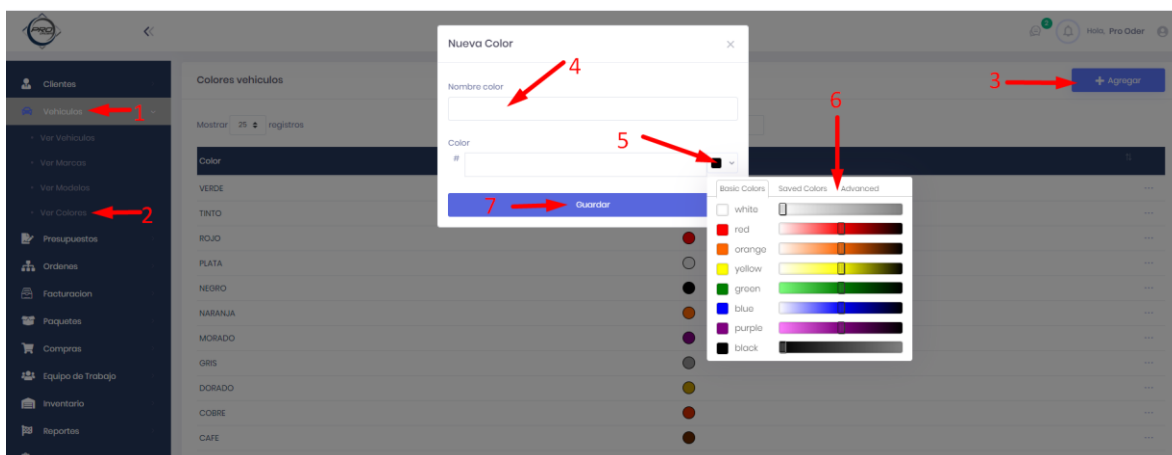 PRO
Hola, Pro Oder
Nueva Color
Clientes
Colores vehiculos
3
Agregar
4
Nombre color
Vehiculos
1
6
Ver Vehiculos
Mostrar 25 registros
5
Color
#
Ver Marcas
Color
Ver Modelos
VERDE
Basic Colors Saved Colors Advanced
7
Guardar
white
Ver Colores
2
TINTO
red
Presupuestos
ROJO
orange
Ordenes
PLATA
yellow
Facturacion
NEGRO
green
NARANJA
blue
Paquetes
MORADO
purple
Compras
black
GRIS
Equipo de Trabajo
DORADO
Inventario
COBRE
Reportes
CAFE